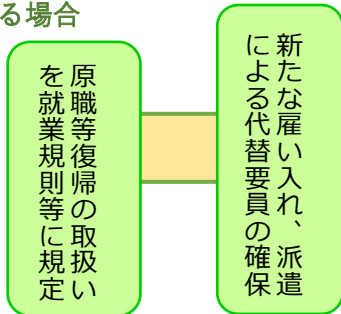 る場合
原職等復帰の取扱い
を就業規則等に規定
新たな雇い入れ、派遣
による代替要員の確保